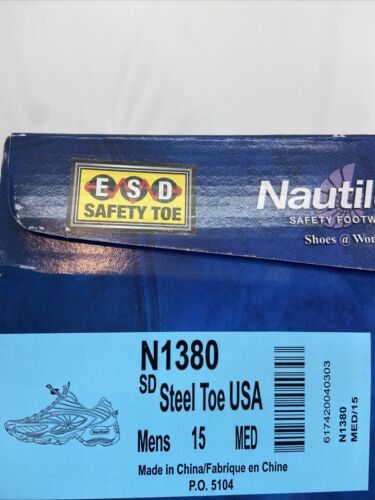 ESD
SAFETY TOE
Nautil
SAFETY FOOTW
Shoes @ Wor
N1380
SD Steel Toe USA
Mens 15 MED
Made in China/Fabrique en Chine
P.O. 5104
617420040303
N1380
MED/15